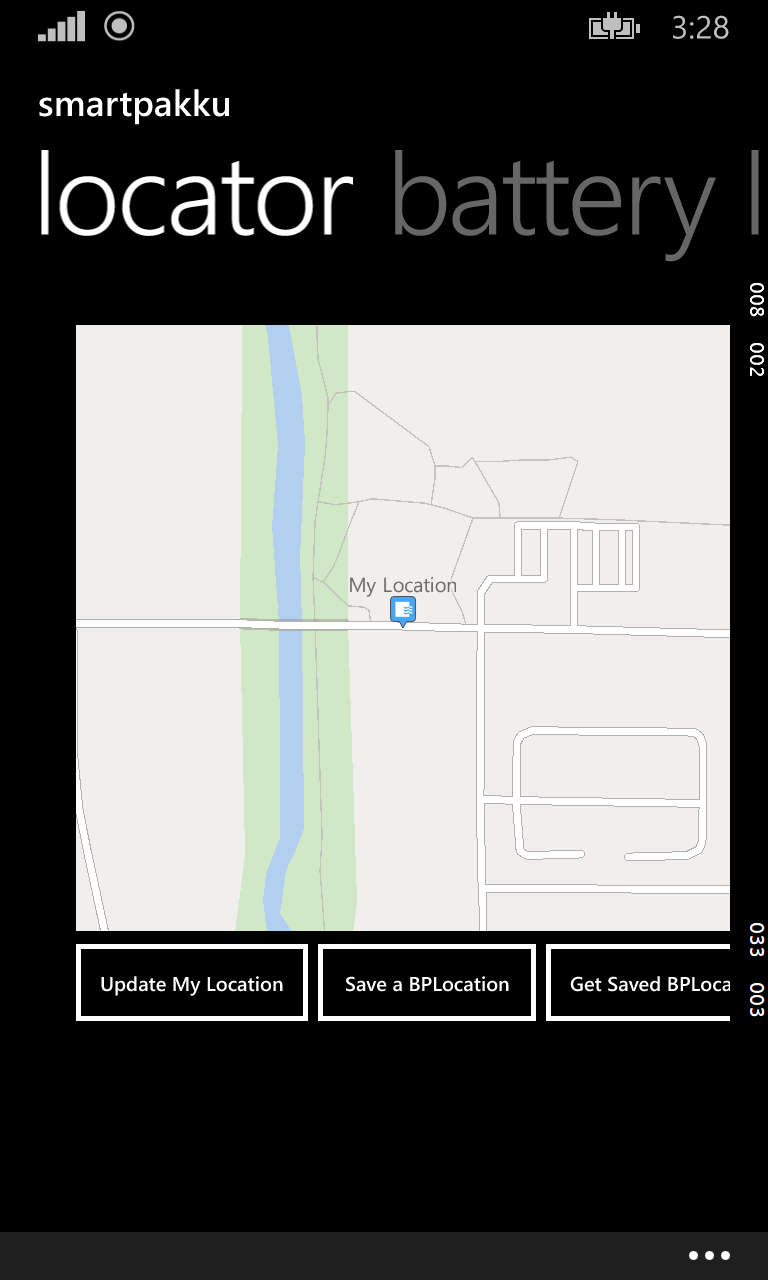 3:28
smartpakku
locator battery l
008
002
My Location
033
003
Update My Location
Save a BPLocation
Get Saved BPLoca